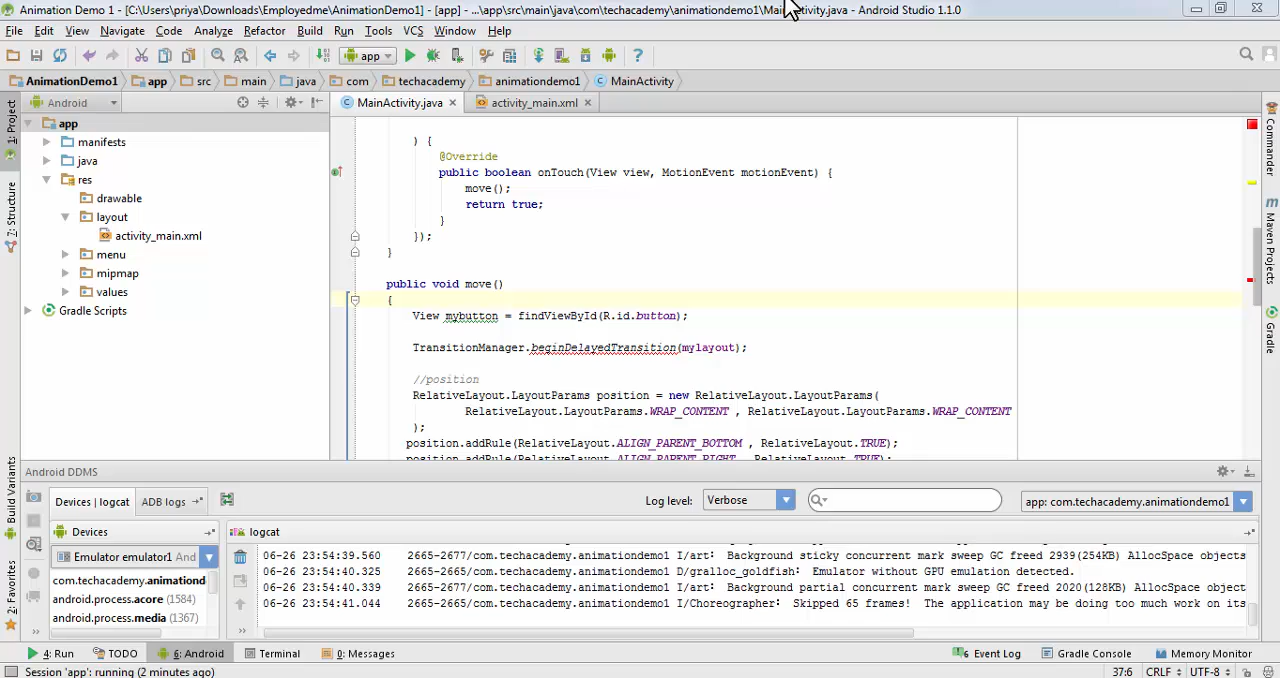 Animation Demo 1 - [C:\Users\priya\Downloads\Employedme\AnimationDemo1] - [app] - ...\app\src\main\java\com\techacademy\animationdemo1\Mai Activity.java - Android Studio 1.1.0
File Edit View Navigate Code Analyze Refactor Build Run Tools VCS Window Help
app
AnimationDemo1 app src main java com techacademy animationdemo1 MainActivity
1: Project
7: Structure
Build Variants
2: Favorites
Android
MainActivity.java
activity_main.xml
app
manifests
java
res
drawable
layout
activity_main.xml
menu
mipmap
values
Gradle Scripts
) {
@Override
public boolean onTouch(View view, MotionEvent motionEvent) {
move();
return true;
}
});
}
public void move()
{
View mybutton = findViewById(R.id.button);
TransitionManager.beginDelayedTransition(mylayout);
//position
RelativeLayout.LayoutParams position = new RelativeLayout.LayoutParams(
RelativeLayout.LayoutParams.WRAP_CONTENT , RelativeLayout.LayoutParams.WRAP_CONTENT
);
position.addRule(RelativeLayout.ALIGN_PARENT_BOTTOM , RelativeLayout.TRUE);
position.addRule(RelativeLayout.ALIGN_PARENT_RIGHT , RelativeLayout.TRUE);
Commander
Maven Projects
Gradle
Android DDMS
Devices | logcat
ADB logs
Log level:
Verbose
app: com.techacademy.animationdemo1
Devices
logcat
Emulator emulator1 And
com.techacademy.animationd
android.process.acore (1584)
android.process.media (1367)
06-26 23:54:39.560 2665-2677/com.techacademy.animationdemo1 I/art: Background sticky concurrent mark sweep GC freed 2939(254KB) AllocSpace objects
06-26 23:54:40.325 2665-2681/com.techacademy.animationdemo1 D/gralloc_goldfish: Emulator without GPU emulation detected.
06-26 23:54:40.339 2665-2677/com.techacademy.animationdemo1 I/art: Background partial concurrent mark sweep GC freed 2020(128KB) AllocSpace object
06-26 23:54:41.044 2665-2665/com.techacademy.animationdemo1 I/Choreographer: Skipped 65 frames! The application may be doing too much work on its
4: Run
TODO
6: Android
Terminal
0: Messages
6 Event Log
Gradle Console
Memory Monitor
Session 'app': running (2 minutes ago)
37:6 CRLF UTF-8